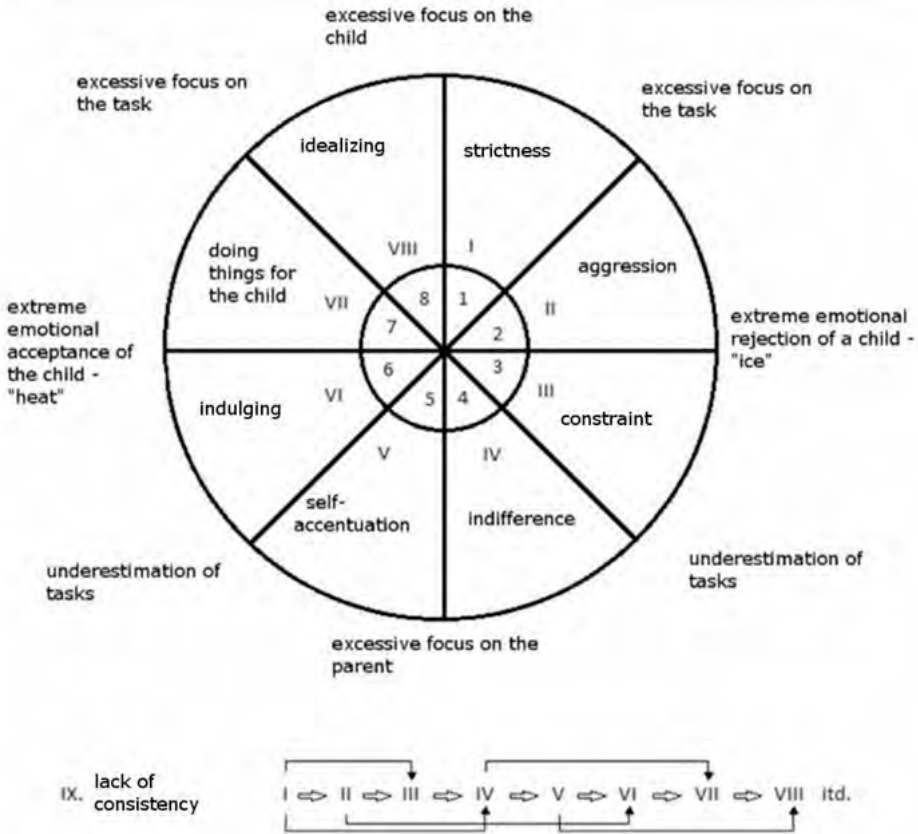 excessive focus on the
child
excessive focus on
the task
excessive focus on
the task
idealizing
strictness
doing
things for
the child
VIII
I
aggression
VII
8
1
II
extreme
emotional
acceptance of
the child -
"heat"
7
2
extreme emotional
rejection of a child -
"ice"
6
3
indulging
VI
5
4
III
constraint
V
IV
self-
accentuation
indifference
underestimation of
tasks
underestimation of
tasks
excessive focus on the
parent
IX. lack of
consistency
I II III IV V VI VII VIII itd.